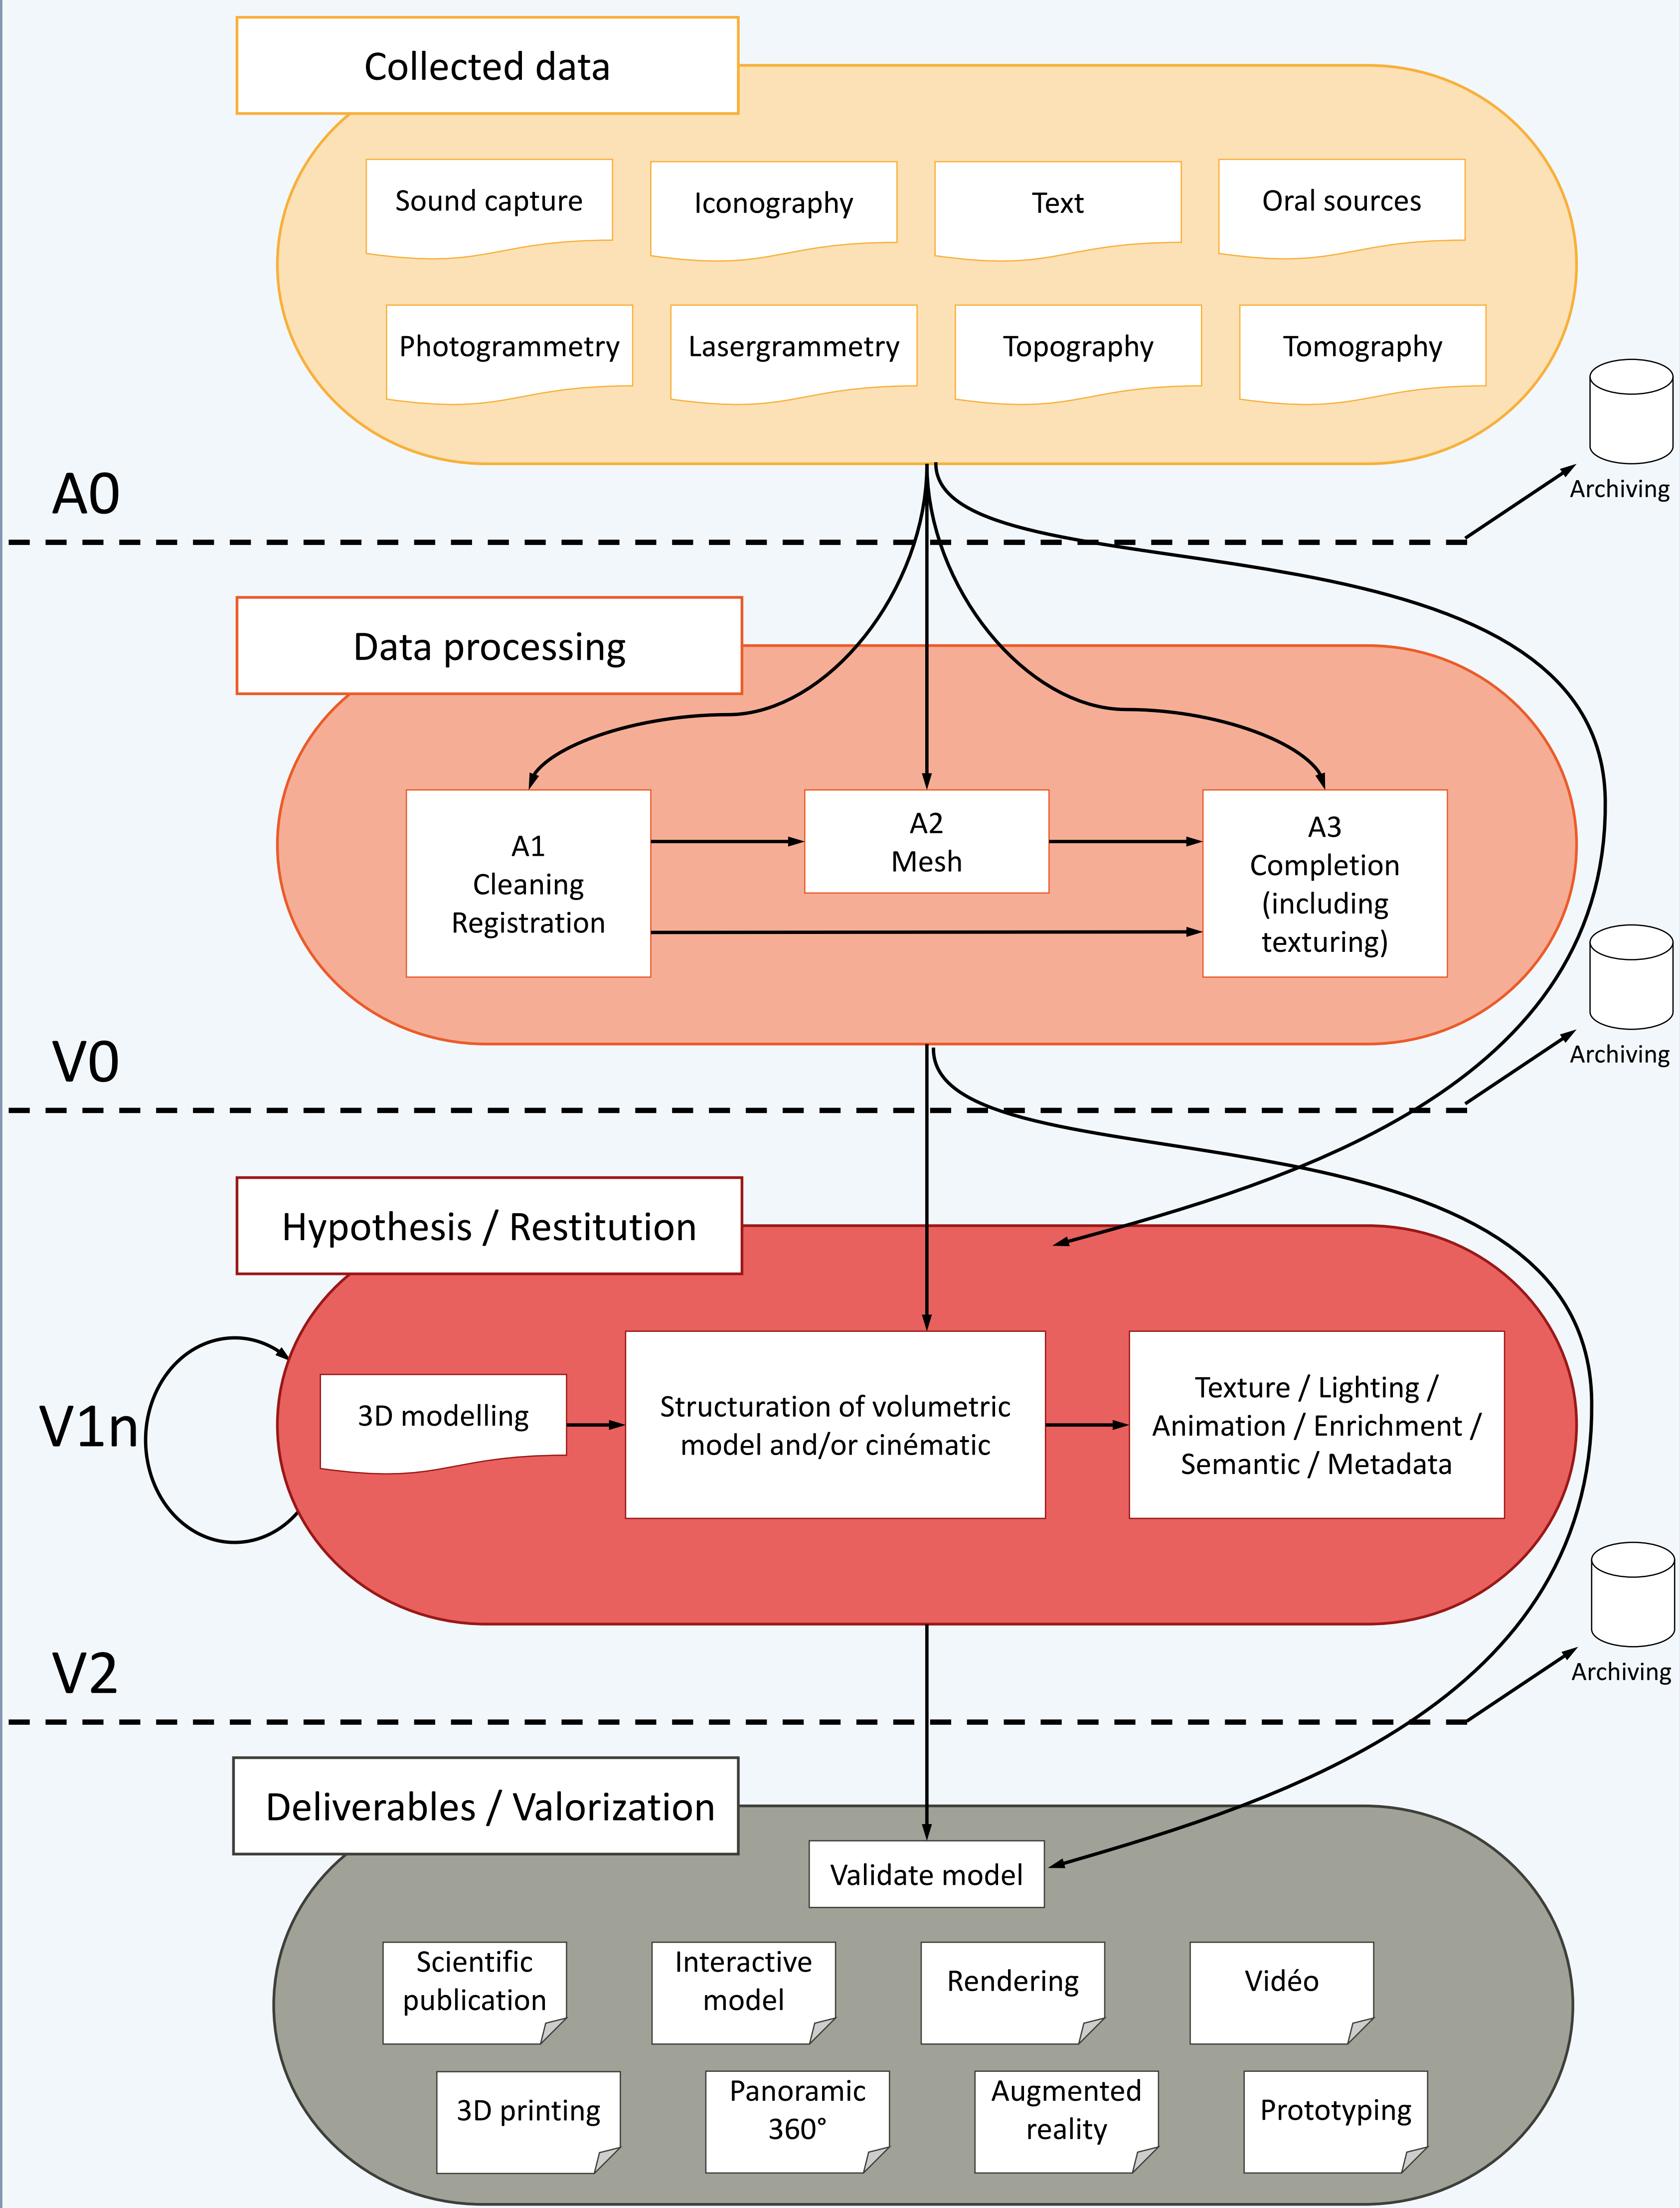 Collected data
Sound capture
Iconography
Text
Oral sources
Photogrammetry
Lasergrammetry
Topography
Tomography
Archiving
A0
Data processing
A1
Cleaning
Registration
A2
Mesh
A3
Completion
(including
texturing)
Archiving
V0
Hypothesis / Restitution
V1n
3D modelling
Structuration of volumetric
model and/or cinématic
Texture / Lighting /
Animation / Enrichment /
Semantic / Metadata
Archiving
V2
Deliverables / Valorization
Validate model
Scientific
publication
Interactive
model
Rendering
Vidéo
3D printing
Panoramic
360°
Augmented
reality
Prototyping